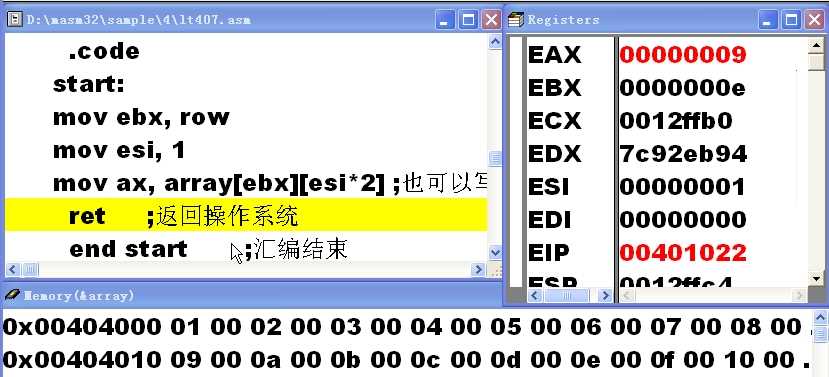 D:\masm32\sample\4\lt407.asm
.code
start:
mov ebx, row
mov esi, 1
mov ax, array[ebx][esi*2] ;也可以写
ret ;返回操作系统
end start ;汇编结束
Registers
EAX 00000009
EBX 0000000e
ECX 0012ffb0
EDX 7c92eb94
ESI 00000001
EDI 00000000
EIP 00401022
ESP 0012ffc4
Memory(&array)
0x00404000 01 00 02 00 03 00 04 00 05 00 06 00 07 00 08 00 .
0x00404010 09 00 0a 00 0b 00 0c 00 0d 00 0e 00 0f 00 10 00 .